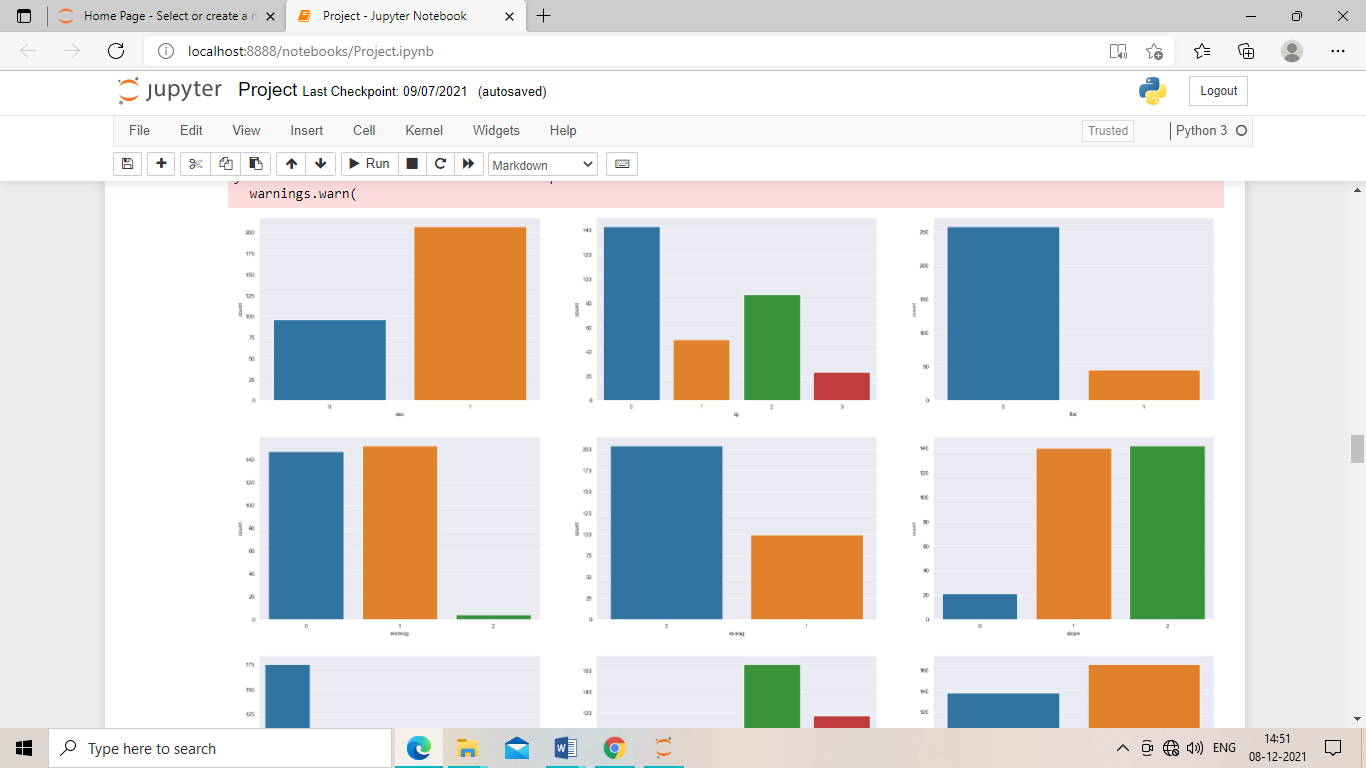 Home Page - Select or create a n
Project - Jupyter Notebook
localhost:8888/notebooks/Project.ipynb
jupyter Project Last Checkpoint: 09/07/2021 (autosaved)
Logout
File Edit View Insert Cell Kernel Widgets Help
Trusted Python 3
Run Markdown
warnings.warn(
200 175 150 125 100 75 50 25 0
count
0 1
sex
140 120 100 80 60 40 20 0
count
0 1 2 3
cp
250 200 150 100 50 0
count
0 1
fbs
140 120 100 80 60 40 20 0
count
0 1 2
restecg
200 175 150 125 100 75 50 25 0
count
0 1
exang
140 120 100 80 60 40 20 0
count
0 1 2
slope
175 150 125
160 140 120
160 140 120
Type here to search
ENG
14:51
08-12-2021